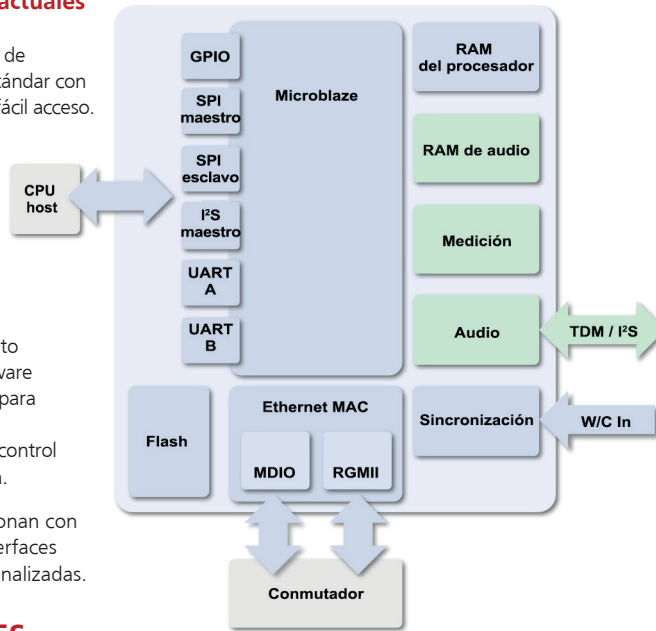 actuales
de
tándar con
fácil acceso.
to
ware
para
control
onan con
erfaces
nalizadas.
GPIO
SPI
maestro
SPI
esclavo
I²S
maestro
UART
A
UART
B
Microblaze
RAM
del procesador
RAM de audio
Medición
Audio
TDM / I²S
Sincronización
W/C In
CPU
host
Flash
Ethernet MAC
MDIO
RGMII
Conmutador